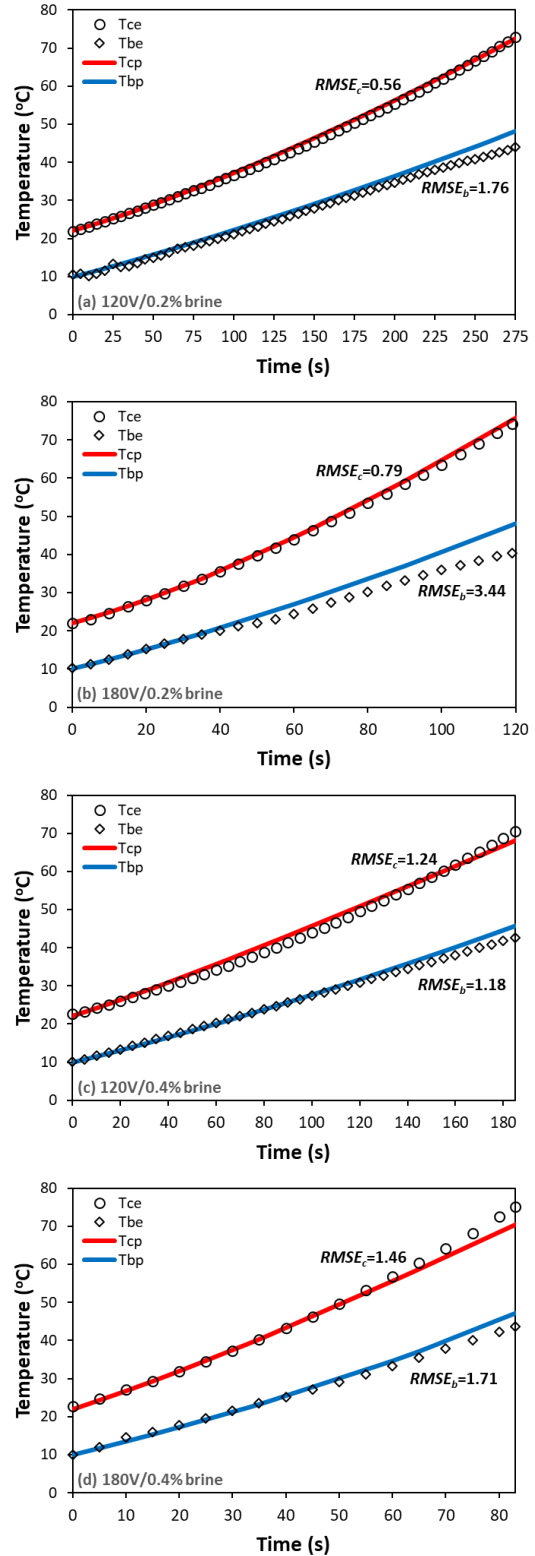 80
70
60
50
40
30
20
10
0
Temperature (°C)
Tce
Tbe
Tcp
Tbp
RMSEc=0.56
RMSEb=1.76
(a) 120V/0.2% brine
0 25 50 75 100 125 150 175 200 225 250 275
Time (s)
80
70
60
50
40
30
20
10
0
Temperature (°C)
Tce
Tbe
Tcp
Tbp
RMSEc=0.79
RMSEb=3.44
(b) 180V/0.2% brine
0 20 40 60 80 100 120
Time (s)
80
70
60
50
40
30
20
10
0
Temperature (°C)
Tce
Tbe
Tcp
Tbp
RMSEc=1.24
RMSEb=1.18
(c) 120V/0.4% brine
0 20 40 60 80 100 120 140 160 180
Time (s)
80
70
60
50
40
30
20
10
0
Temperature (°C)
Tce
Tbe
Tcp
Tbp
RMSEc=1.46
RMSEb=1.71
(d) 180V/0.4% brine
0 10 20 30 40 50 60 70 80
Time (s)